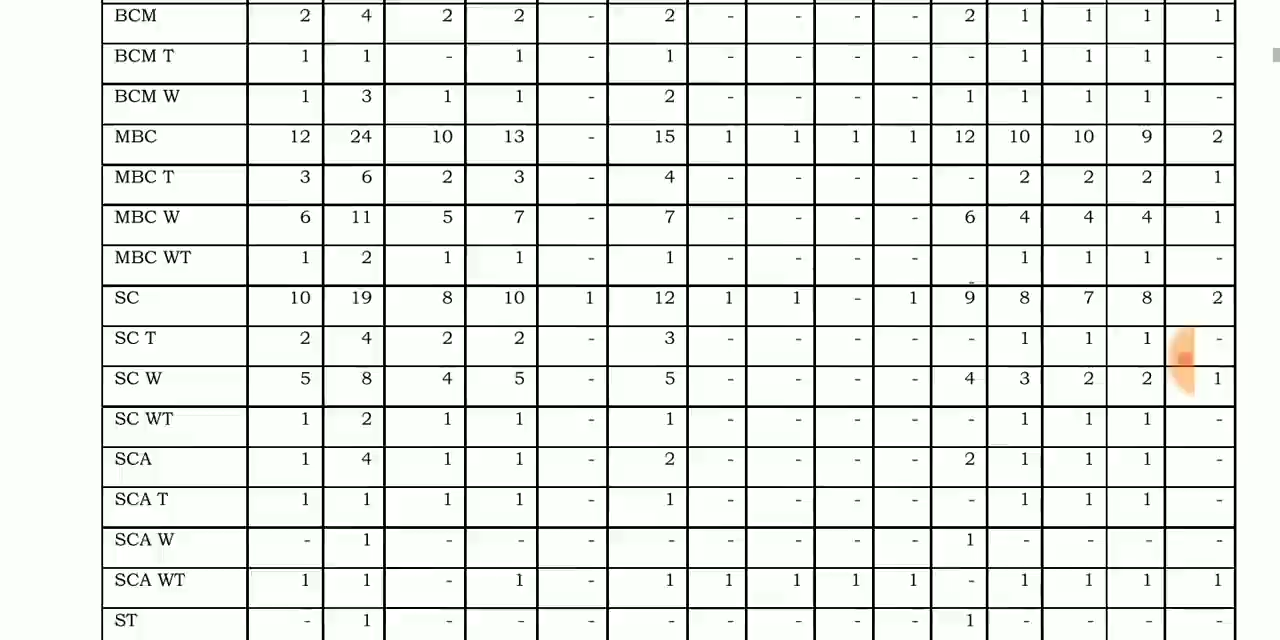 BCM 2 4 2 2 - 2 - - - - 2 1 1 1 1
BCM T 1 1 - 1 - 1 - - - - - 1 1 1 -
BCM W 1 3 1 1 - 2 - - - - 1 1 1 1 -
MBC 12 24 10 13 - 15 1 1 1 1 12 10 10 9 2
MBC T 3 6 2 3 - 4 - - - - - 2 2 2 1
MBC W 6 11 5 7 - 7 - - - - 6 4 4 4 1
MBC WT 1 2 1 1 - 1 - - - - - 1 1 1 -
SC 10 19 8 10 1 12 1 1 - 1 9 8 7 8 2
SC T 2 4 2 2 - 3 - - - - - 1 1 1 -
SC W 5 8 4 5 - 5 - - - - 4 3 2 2 1
SC WT 1 2 1 1 - 1 - - - - - 1 1 1 -
SCA 1 4 1 1 - 2 - - - - 2 1 1 1 -
SCA T 1 1 1 1 - 1 - - - - - 1 1 1 -
SCA W - 1 - - - - - - - - 1 - - - -
SCA WT 1 1 - 1 - 1 1 1 1 1 - 1 1 1 1
ST - 1 - - - - - - - - 1 - - - -